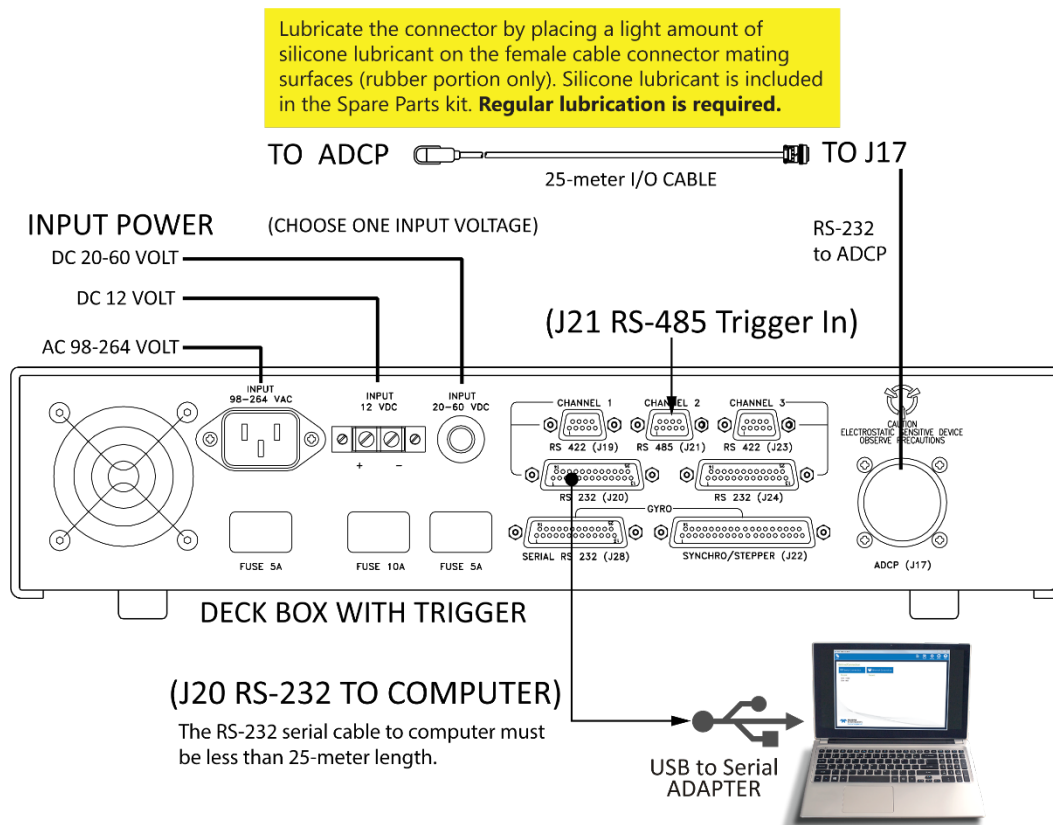 Lubricate the connector by placing a light amount of
silicone lubricant on the female cable connector mating
surfaces (rubber portion only). Silicone lubricant is included
in the Spare Parts kit. Regular lubrication is required.
TO ADCP
TO J17
25-meter I/O CABLE
INPUT POWER
(CHOOSE ONE INPUT VOLTAGE)
RS-232
to ADCP
DC 20-60 VOLT
DC 12 VOLT
AC 98-264 VOLT
(J21 RS-485 Trigger In)
INPUT
98-264 VAC
INPUT
12 VDC
INPUT
20-60 VDC
+ -
CHANNEL 1
CHANNEL 2
CHANNEL 3
RS 422 (J19)
RS 485 (J21)
RS 422 (J23)
CAUTION
ELECTROSTATIC SENSITIVE DEVICE
OBSERVE PRECAUTIONS
RS 232 (J20)
RS 232 (J24)
GYRO
SERIAL RS 232 (J28)
SYNCHRO/STEPPER (J22)
ADCP (J17)
FUSE 5A
FUSE 10A
FUSE 5A
DECK BOX WITH TRIGGER
(J20 RS-232 TO COMPUTER)
The RS-232 serial cable to computer must
be less than 25-meter length.
USB to Serial
ADAPTER